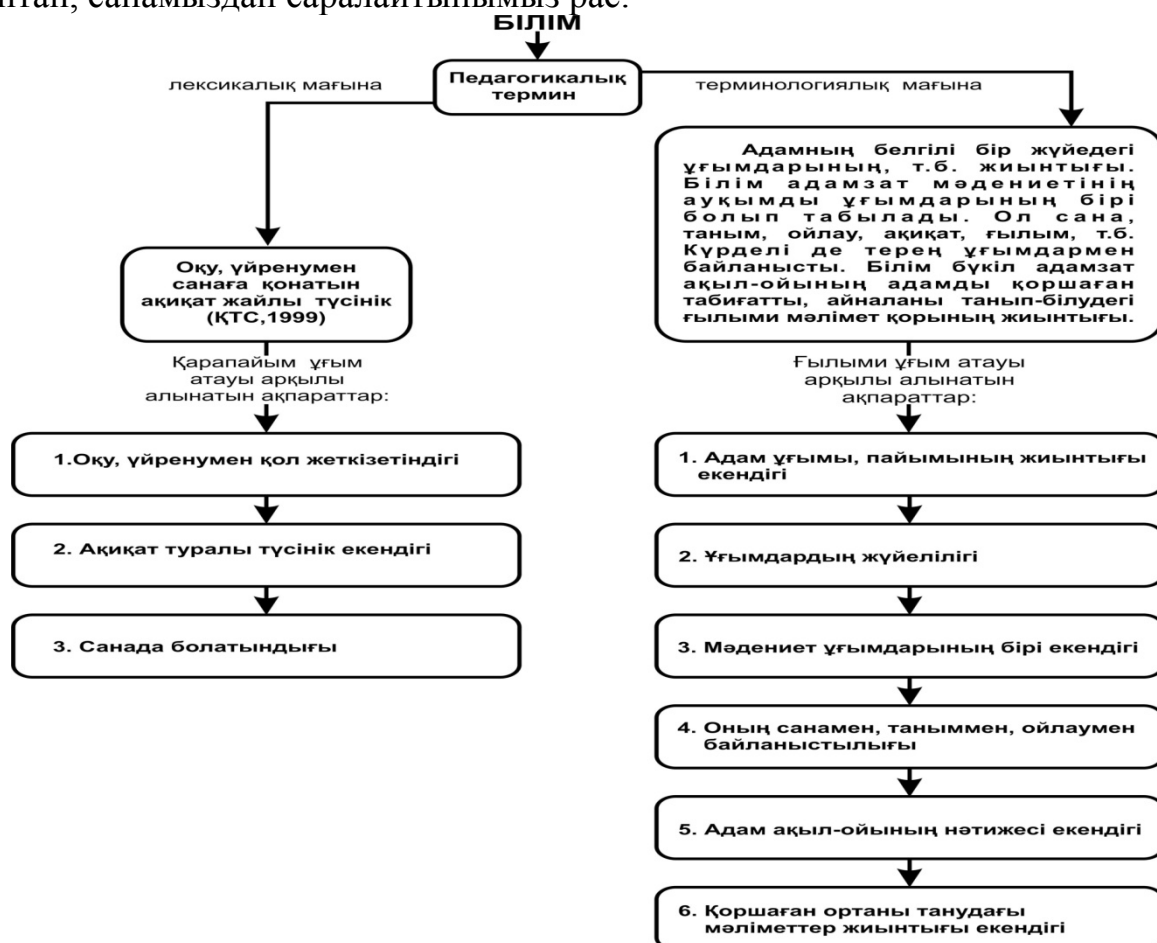 санамыздан саралайтынымыз рас.
БІЛІМ
Педагогикалық
термин
лексикалық мағына
терминологиялық мағына
Оқу, үйренумен
санаға қонатын
ақиқат жайлы түсінік
(ҚТС,1999)
Қарапайым ұғым
атауы арқылы
алынатын ақпараттар:
1.Оқу, үйренумен қол жеткізетіндігі
2. Ақиқат туралы түсінік екендігі
3. Санада болатындығы
Адамның белгілі бір жүйедегі
ұғымдарының, т.б. жиынтығы.
Білім адамзат мәдениетінің
ауқымды ұғымдарының бірі
болып табылады. Ол сана,
таным, ойлау, ақиқат, ғылым, т.б.
Күрделі де терең ұғымдармен
байланысты. Білім бүкіл адамзат
ақыл-ойының адамды қоршаған
табиғатты, айналаны танып-білудегі
ғылыми мәлімет қорының жиынтығы.
Ғылыми ұғым атауы
арқылы алынатын
ақпараттар:
1. Адам ұғымы, пайымының жиынтығы
екендігі
2. Ұғымдардың жүйелілігі
3. Мәдениет ұғымдарының бірі екендігі
4. Оның санамен, таныммен, ойлаумен
байланыстылығы
5. Адам ақыл-ойының нәтижесі екендігі
6. Қоршаған ортаны танудағы
мәліметтер жиынтығы екендігі